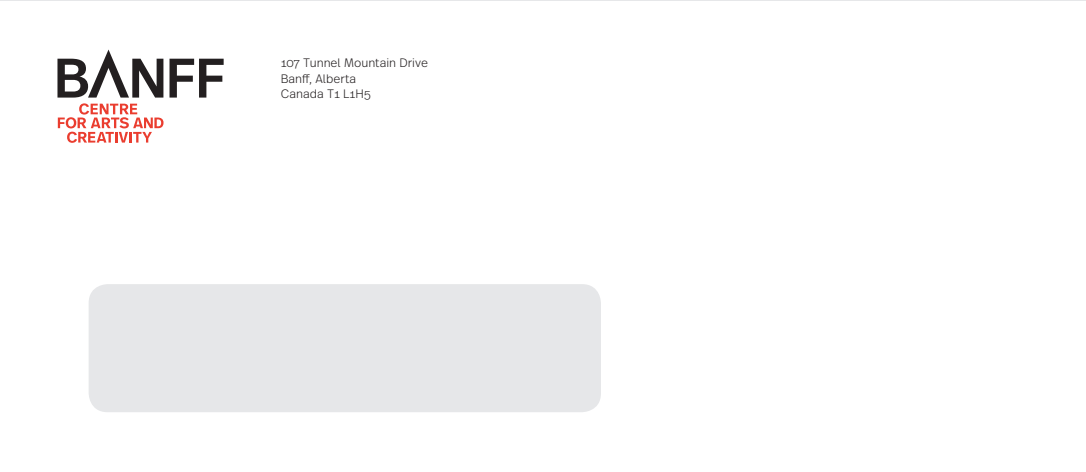 BANFF
CENTRE
FOR ARTS AND
CREATIVITY
107 Tunnel Mountain Drive
Banff, Alberta
Canada T1 L1H5